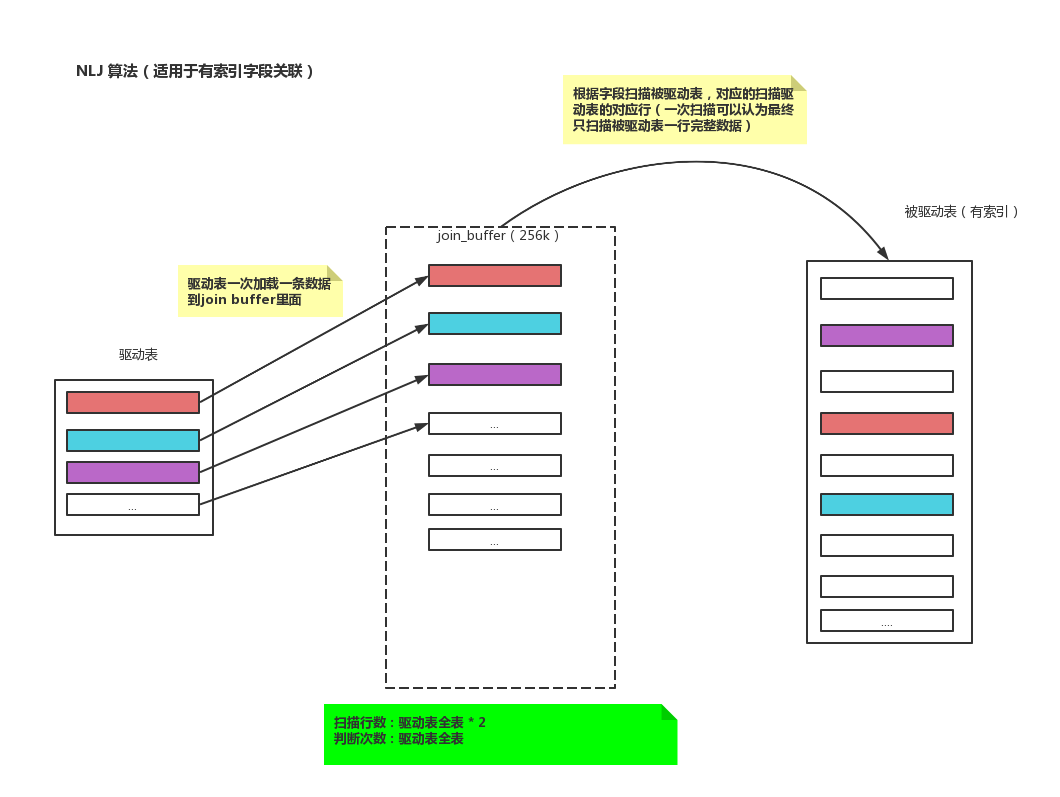 NLJ 算法（适用于有索引字段关联）
根据字段扫描被驱动表，对应的扫描驱
动表的对应行（一次扫描可以认为最终
只扫描被驱动表一行完整数据）
被驱动表（有索引）
join_buffer（256k）
驱动表一次加载一条数据
到join buffer里面
驱动表
...
...
...
...
...
....
扫描行数：驱动表全表 * 2
判断次数：驱动表全表